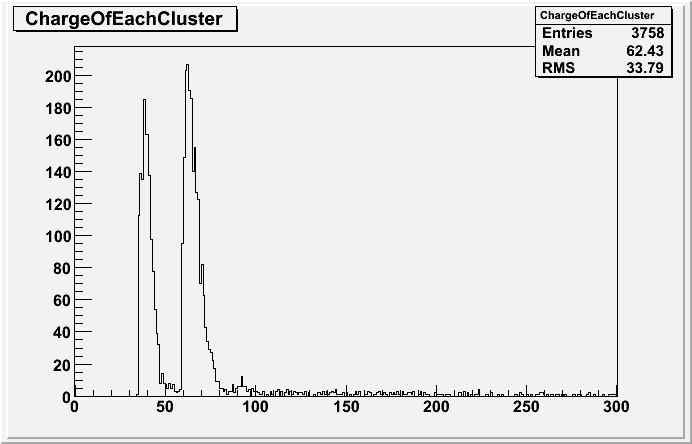 ChargeOfEachCluster
ChargeOfEachCluster
Entries 3758
Mean 62.43
RMS 33.79
200
180
160
140
120
100
80
60
40
20
0
0 50 100 150 200 250 300